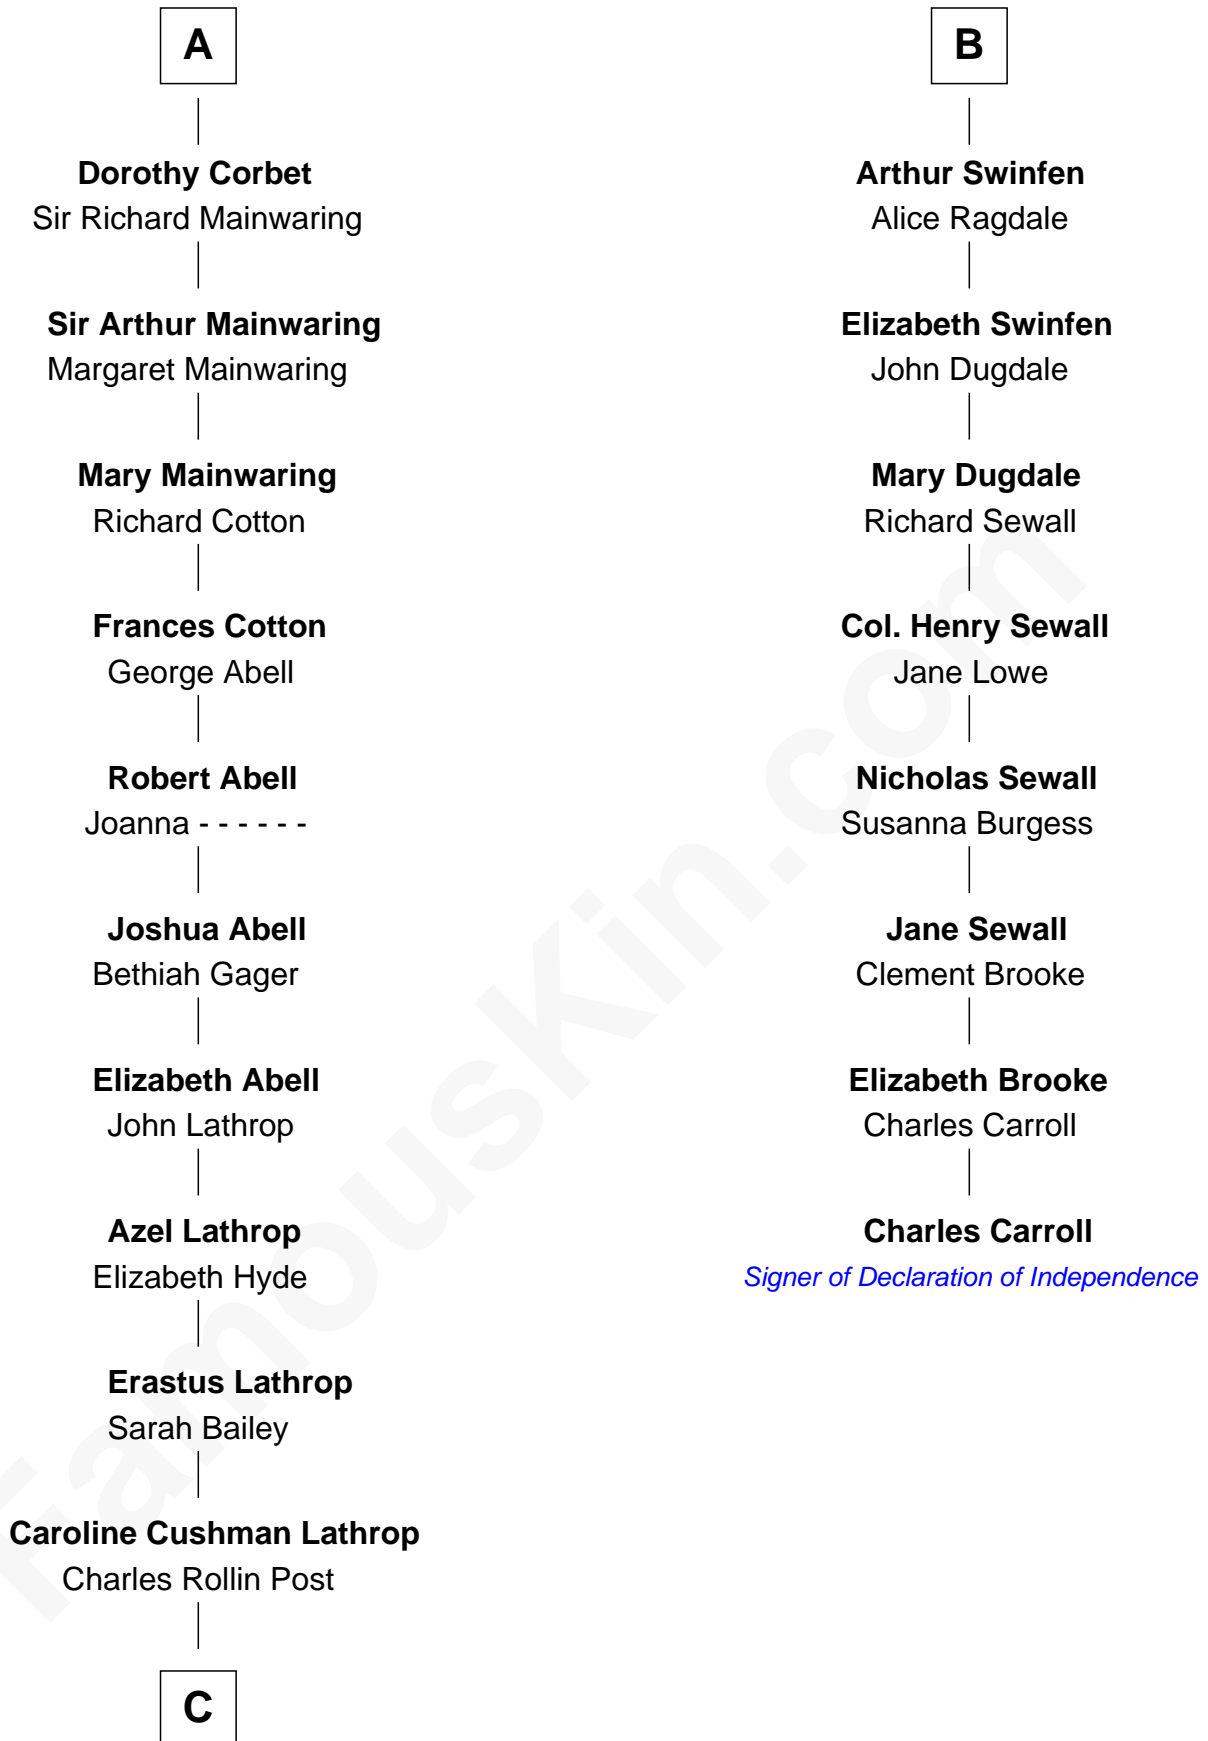 A
Dorothy Corbet
Sir Richard Mainwaring
Sir Arthur Mainwaring
Margaret Mainwaring
Mary Mainwaring
Richard Cotton
Frances Cotton
George Abell
Robert Abell
Joanna - - - - - -
Joshua Abell
Bethiah Gager
Elizabeth Abell
John Lathrop
Azel Lathrop
Elizabeth Hyde
Erastus Lathrop
Sarah Bailey
Caroline Cushman Lathrop
Charles Rollin Post
C
B
Arthur Swinfen
Alice Ragdale
Elizabeth Swinfen
John Dugdale
Mary Dugdale
Richard Sewall
Col. Henry Sewall
Jane Lowe
Nicholas Sewall
Susanna Burgess
Jane Sewall
Clement Brooke
Elizabeth Brooke
Charles Carroll
Charles Carroll
Signer of Declaration of Independence
FamousKin.com